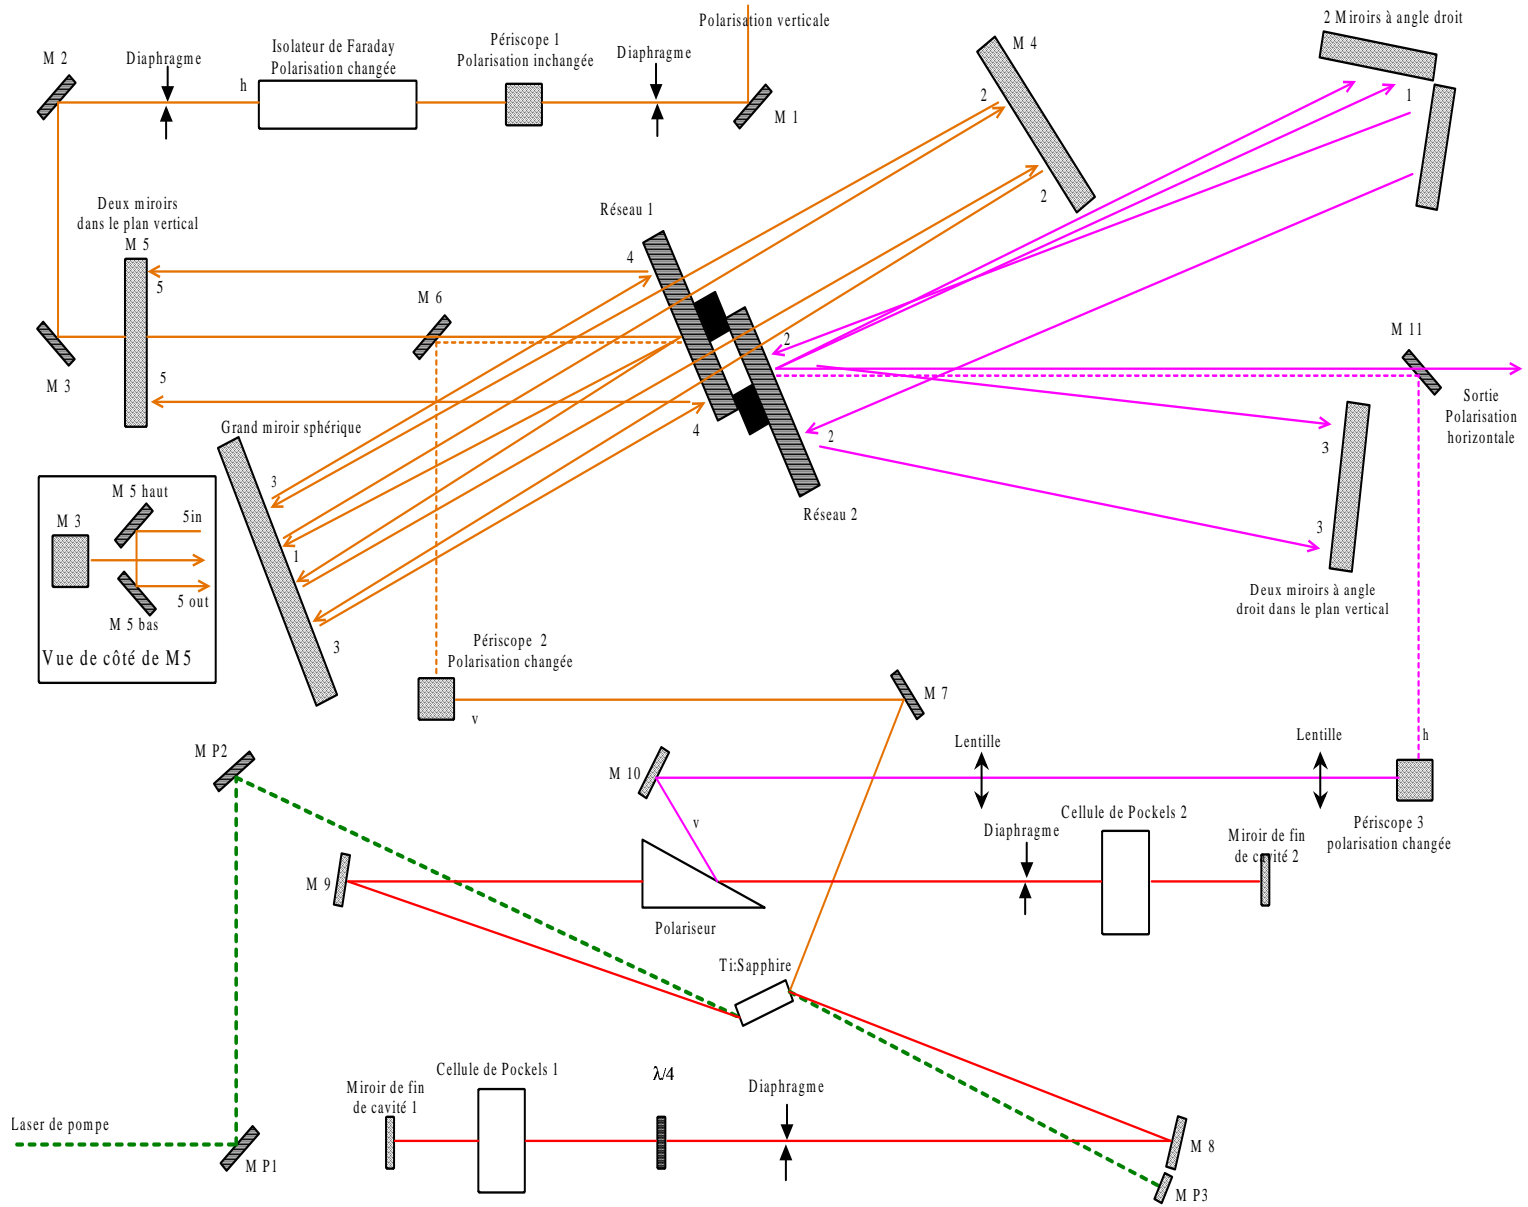 Polarisation verticale
2 Miroirs à angle droit
Isolateur de Faraday
Polarisation changée
Périscope 1
Polarisation inchangée
Diaphragme
M 4
M 2
Diaphragme
h
M 1
2
1
Deux miroirs
dans le plan vertical
M 5
Réseau 1
2
4
5
M 6
M 11
2
M 3
5
Sortie
Polarisation
horizontale
4
2
3
Grand miroir sphérique
M 5 haut
3
M 3
5in
Réseau 2
3
1
5 out
M 5 bas
Deux miroirs à angle
droit dans le plan vertical
Vue de côté de M5
3
Périscope 2
Polarisation changée
M 7
v
M P2
Lentille
Lentille
h
M 10
v
Diaphragme
Cellule de Pockels 2
Périscope 3
polarisation changée
Miroir de fin
de cavité 2
M 9
Polariseur
Ti:Sapphire
Cellule de Pockels 1
λ/4
Diaphragme
Miroir de fin
de cavité 1
Laser de pompe
M P1
M 8
M P3